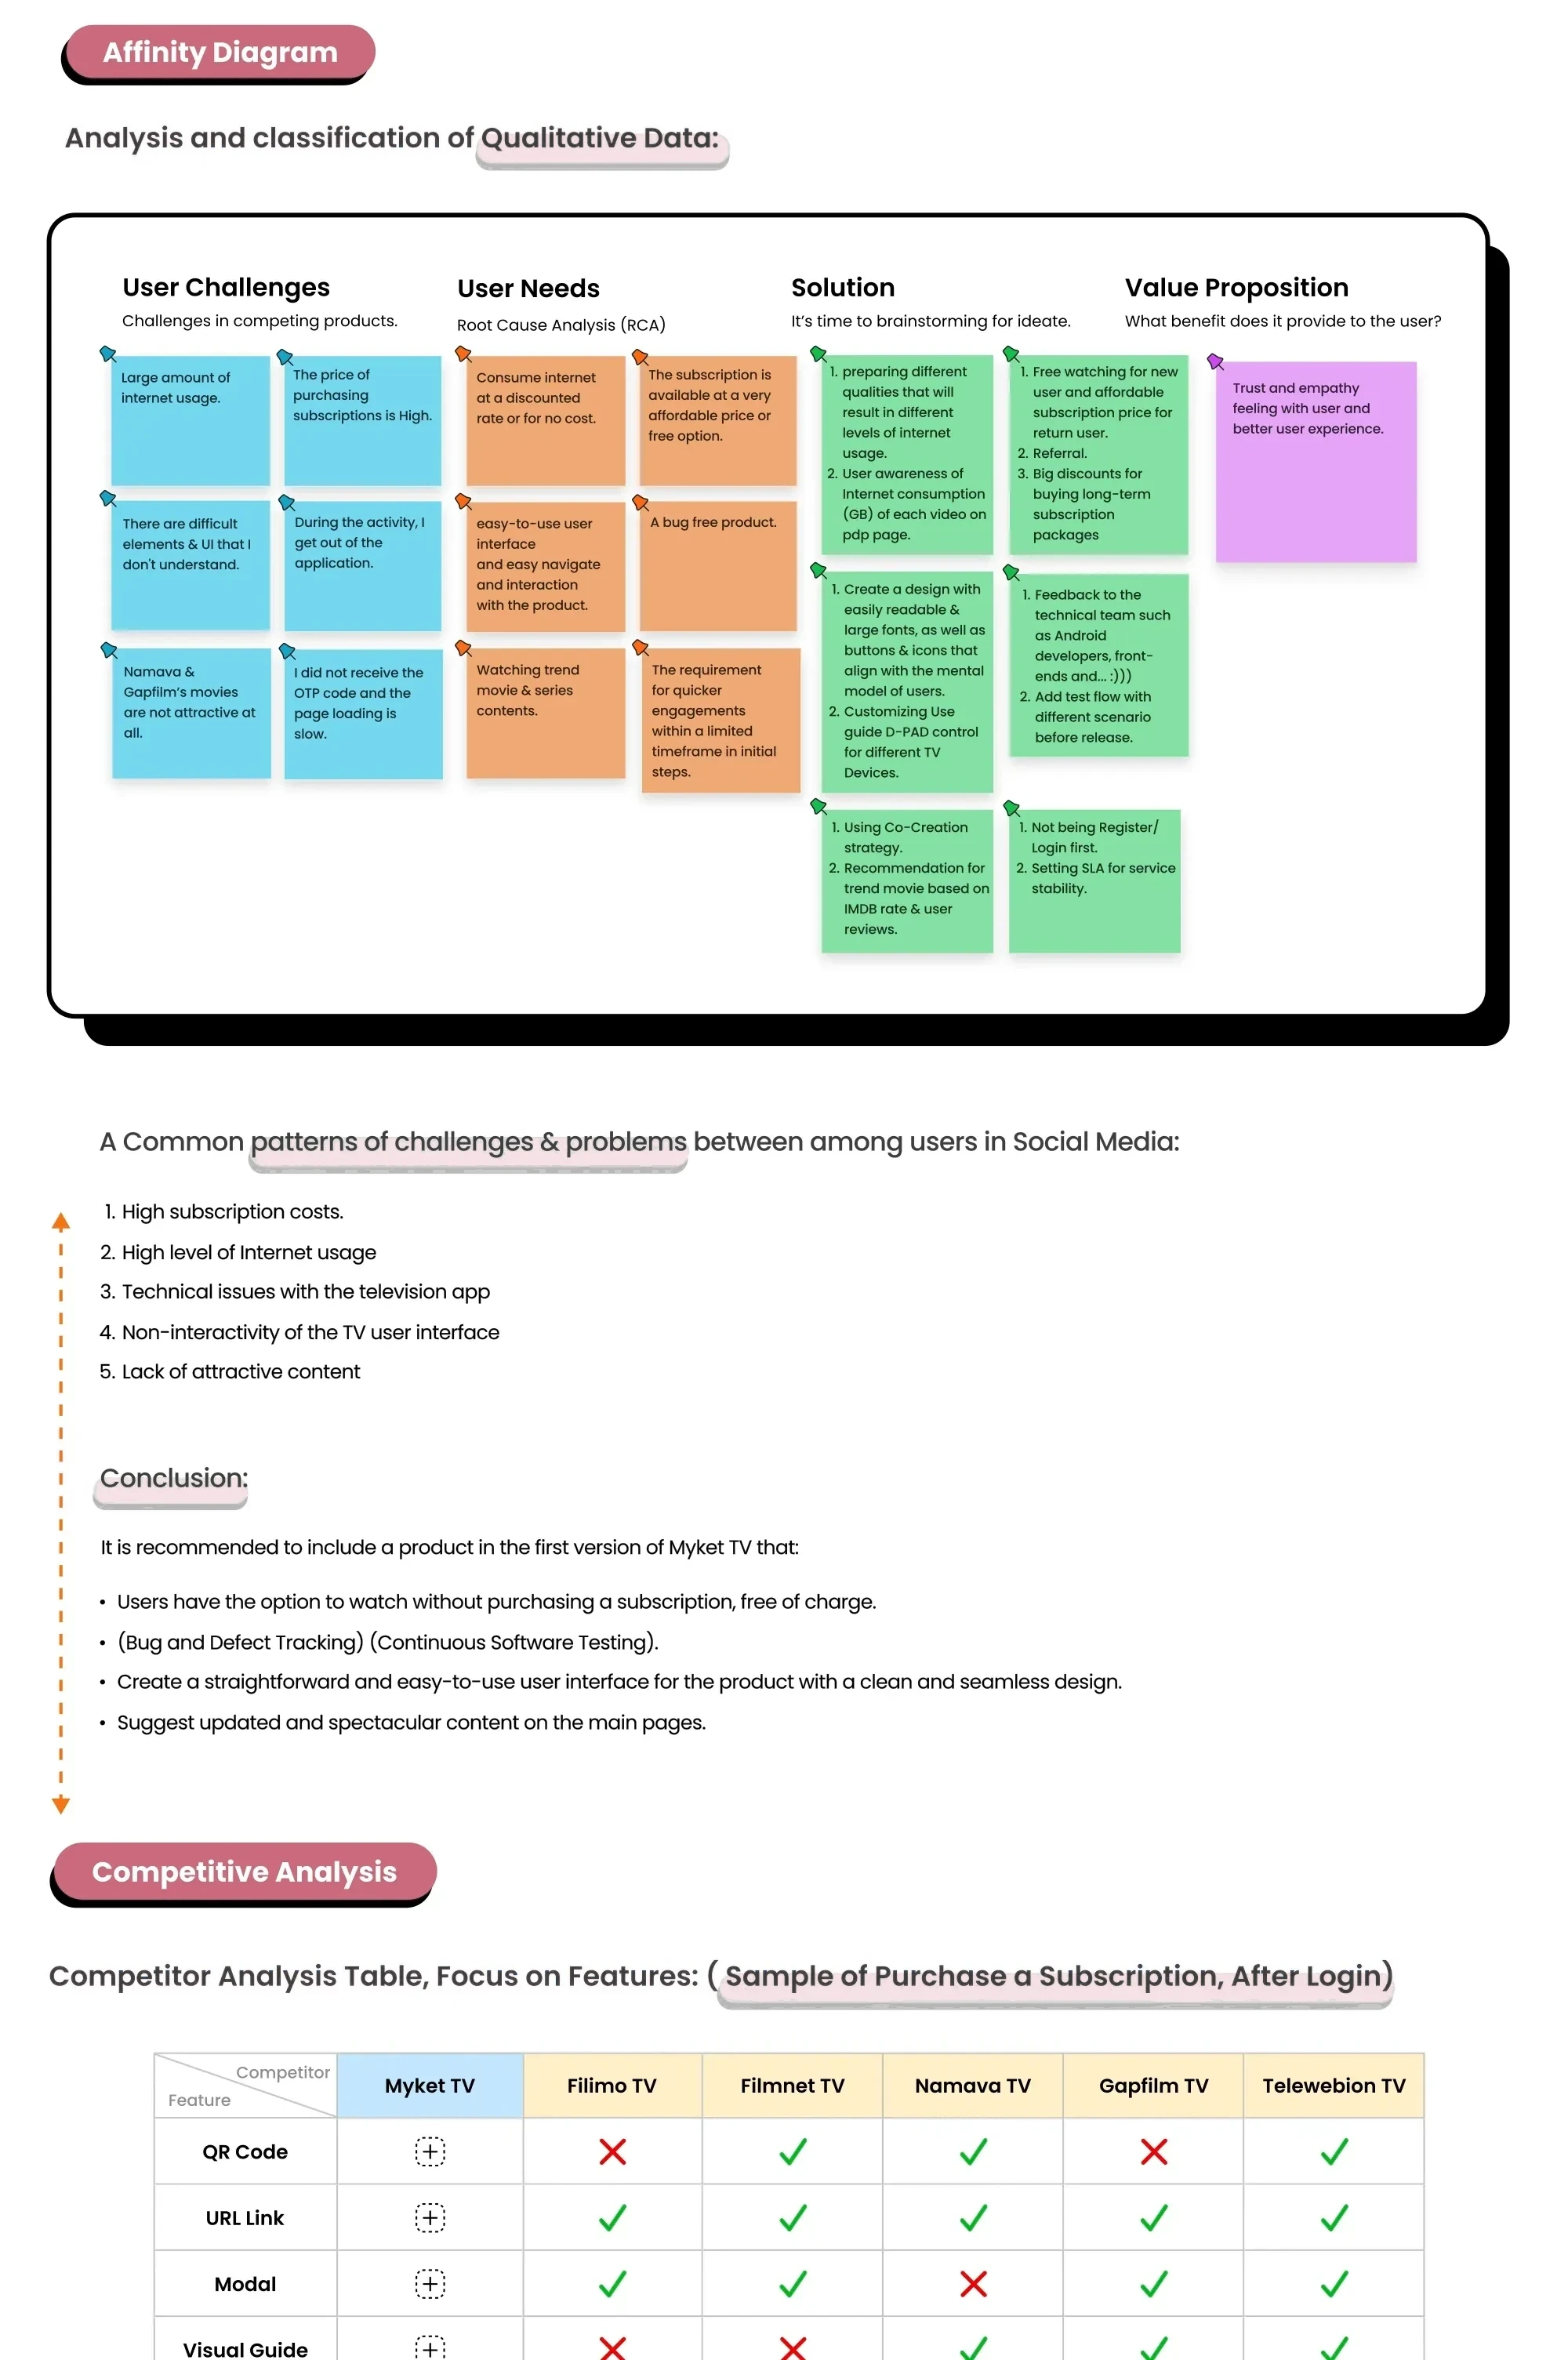 Affinity Diagram
Analysis and classification of Qualitative Data:
User Challenges
Challenges in competing products.
Large amount of
internet usage.
The price of
purchasing
subscriptions is High.
There are difficult
elements & UI that I
don't understand.
During the activity, I
get out of the
application.
Namava &
Gapfilm's movies
are not attractive at
all.
I did not receive the
OTP code and the
page loading is
slow.
User Needs
Root Cause Analysis (RCA)
Consume internet
at a discounted
rate or for no cost.
The subscription is
available at a very
affordable price or
free option.
easy-to-use user
interface
and easy navigate
and interaction
with the product.
A bug free product.
Watching trend
movie & series
contents.
The requirement
for quicker
engagements
within a limited
timeframe in initial
steps.
Solution
It's time to brainstorming for ideate.
1. preparing different
qualities that will
result in different
levels of internet
usage.
2. User awareness of
Internet consumption
(GB) of each video on
pdp page.
1. Free watching for new
user and affordable
subscription price for
return user.
2. Referral.
3. Big discounts for
buying long-term
subscription
packages
1. Create a design with
easily readable &
large fonts, as well as
buttons & icons that
align with the mental
model of users.
2. Customizing Use
guide D-PAD control
for different TV
Devices.
1. Feedback to the
technical team such
as Android
developers, front-
ends and... :)))
2. Add test flow with
different scenario
before release.
1. Using Co-Creation
strategy.
2. Recommendation for
trend movie based on
IMDB rate & user
reviews.
1. Not being Register/
Login first.
2. Setting SLA for service
stability.
Value Proposition
What benefit does it provide to the user?
Trust and empathy
feeling with user and
better user experience.
A Common patterns of challenges & problems between among users in Social Media:
1. High subscription costs.
2. High level of Internet usage
3. Technical issues with the television app
4. Non-interactivity of the TV user interface
5. Lack of attractive content
Conclusion:
It is recommended to include a product in the first version of Myket TV that:
• Users have the option to watch without purchasing a subscription, free of charge.
• (Bug and Defect Tracking) (Continuous Software Testing).
• Create a straightforward and easy-to-use user interface for the product with a clean and seamless design.
• Suggest updated and spectacular content on the main pages.
Competitive Analysis
Competitor Analysis Table, Focus on Features: ( Sample of Purchase a Subscription, After Login)
Competitor
Feature
Myket TV Filimo TV Filmnet TV Namava TV Gapfilm TV Telewebion TV
QR Code
URL Link
Modal
Visual Guide